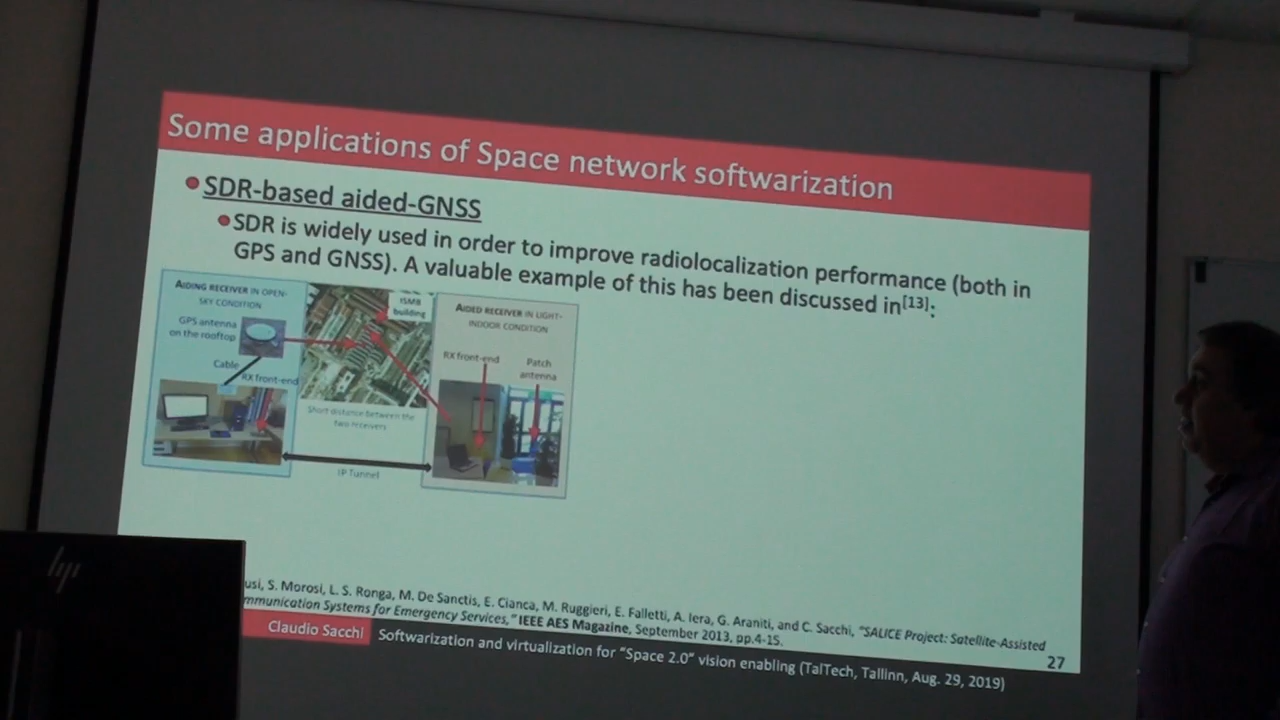 Some applications of Space network softwarization
SDR-based aided-GNSS
SDR is widely used in order to improve radiolocalization performance (both in
GPS and GNSS). A valuable example of this has been discussed in[13]:
AIDING RECEIVER IN OPEN-
SKY CONDITION
GPS antenna
on the rooftop
Cable
RX front-end
ISMB
building
Short distance between the
two receivers
AIDED RECEIVER IN LIGHT-
INDOOR CONDITION
RX front-end
Patch
antenna
IP Tunnel
usi, S. Morosi, L. S. Ronga, M. De Sanctis, E. Cianca, M. Ruggieri, E. Falletti, A. Iera, G. Araniti, and C. Sacchi, "SALICE Project: Satellite-Assisted
mmunication Systems for Emergency Services," IEEE AES Magazine, September 2013, pp.4-15.
27
Claudio Sacchi
Softwarization and virtualization for "Space 2.0" vision enabling (TalTech, Tallinn, Aug. 29, 2019)
hp